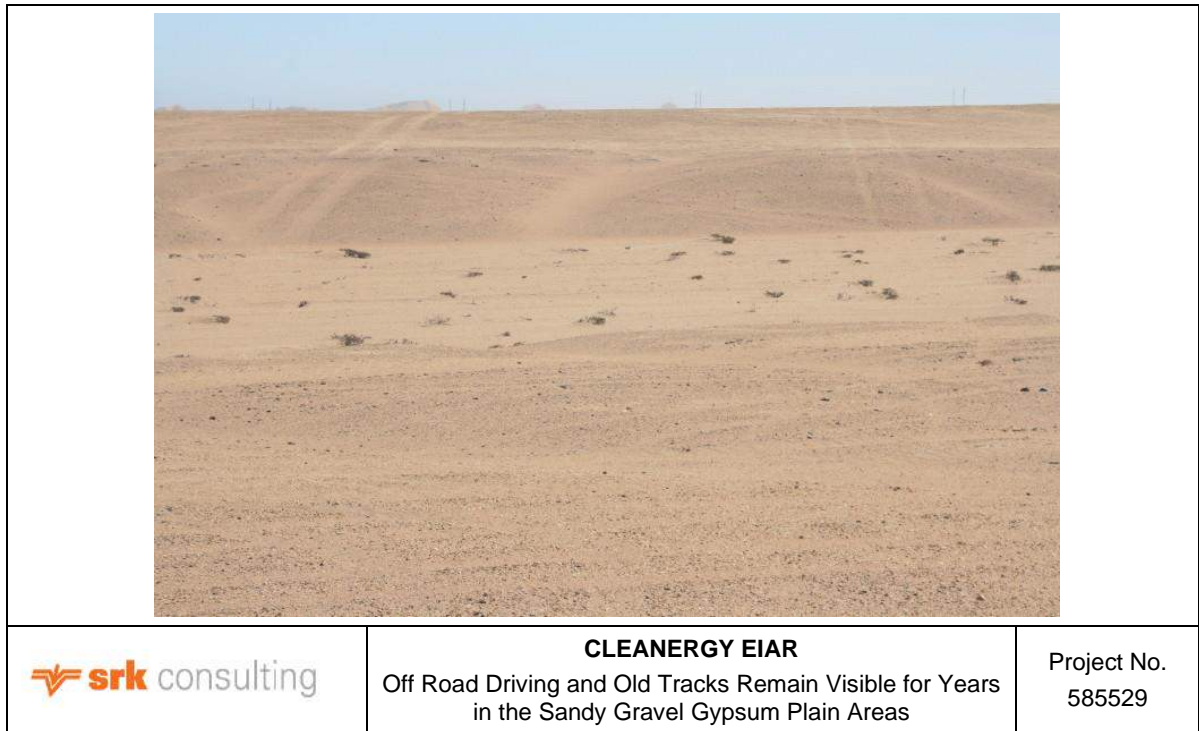 srk consulting
CLEANERGY EIAR
Off Road Driving and Old Tracks Remain Visible for Years
in the Sandy Gravel Gypsum Plain Areas
Project No.
585529